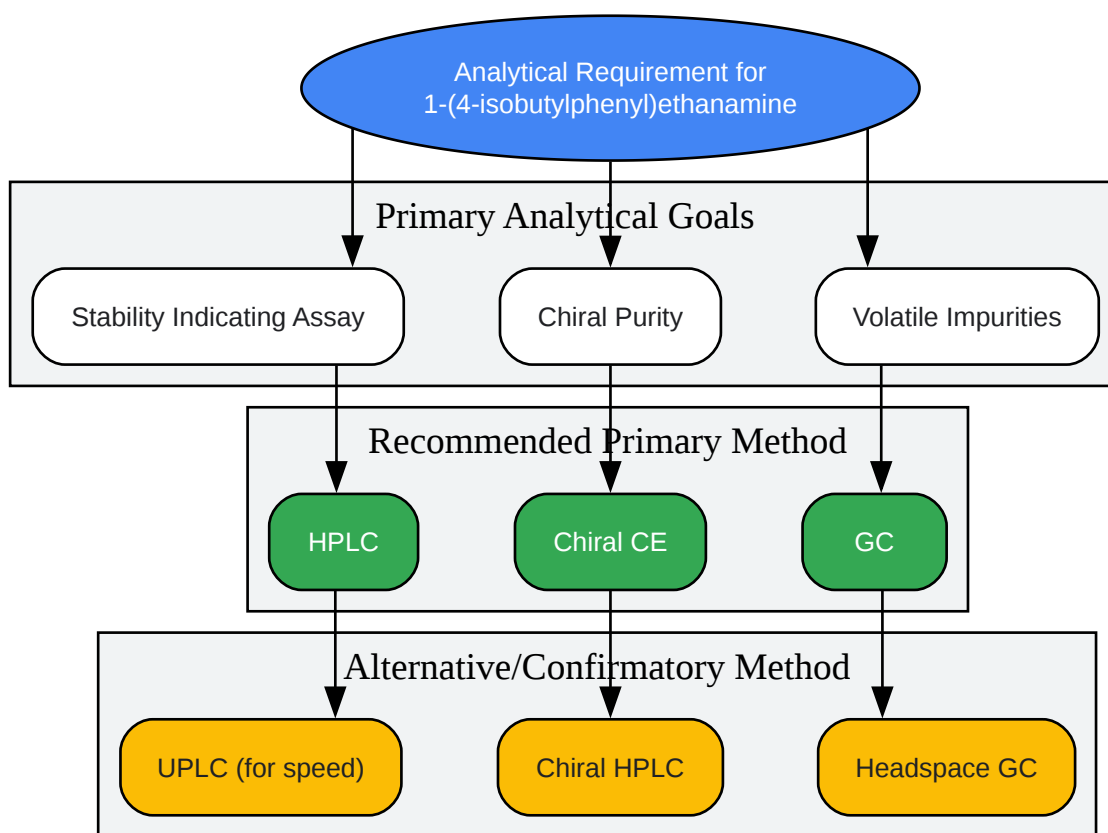 Analytical Requirement for
1-(4-isobutylphenyl)ethanamine
Primary Analytical Goals
Stability Indicating Assay
Chiral Purity
Volatile Impurities
Recommended Primary Method
HPLC
Chiral CE
GC
Alternative/Confirmatory Method
UPLC (for speed)
Chiral HPLC
Headspace GC